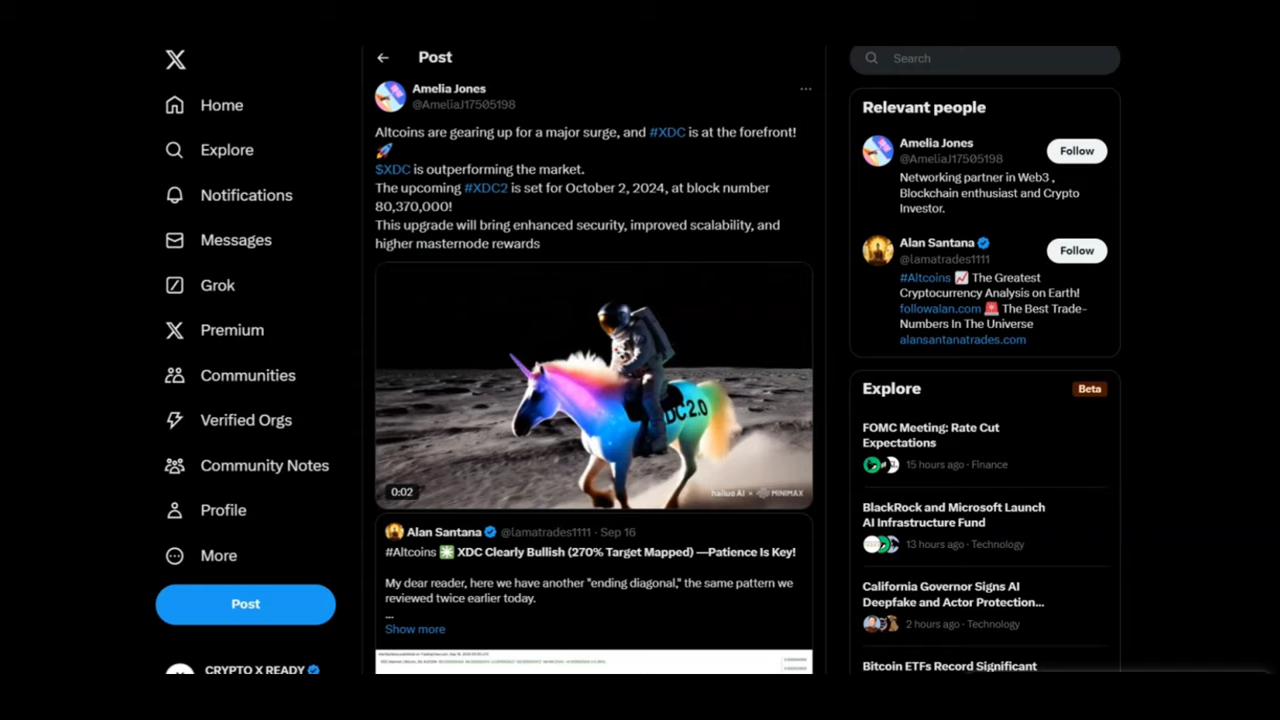 Home
Explore
Notifications
Messages
Grok
Premium
Communities
Verified Orgs
Community Notes
Profile
More
Post
CRYPTO X READY
Post
Amelia Jones
@AmeliaJ17505198
Altcoins are gearing up for a major surge, and #XDC is at the forefront!
🚀
$XDC is outperforming the market.
The upcoming #XDC2 is set for October 2, 2024, at block number
80,370,000!
This upgrade will bring enhanced security, improved scalability, and
higher masternode rewards
DC 2.0
0:02
hailuo AI × MINIMAX
Alan Santana @lamatrades1111 · Sep 16
#Altcoins ✳️ XDC Clearly Bullish (270% Target Mapped) —Patience Is Key!
My dear reader, here we have another "ending diagonal," the same pattern we
reviewed twice earlier today.
...
Show more
Search
Relevant people
Amelia Jones
@AmeliaJ17505198
Follow
Networking partner in Web3 ,
Blockchain enthusiast and Crypto
Investor.
Alan Santana
@lamatrades1111
Follow
#Altcoins 📈 The Greatest
Cryptocurrency Analysis on Earth!
followalan.com 🚨 The Best Trade-
Numbers In The Universe
alansantanatrades.com
Explore
Beta
FOMC Meeting: Rate Cut
Expectations
15 hours ago · Finance
BlackRock and Microsoft Launch
AI Infrastructure Fund
13 hours ago · Technology
California Governor Signs AI
Deepfake and Actor Protection...
2 hours ago · Technology
Bitcoin ETFs Record Significant